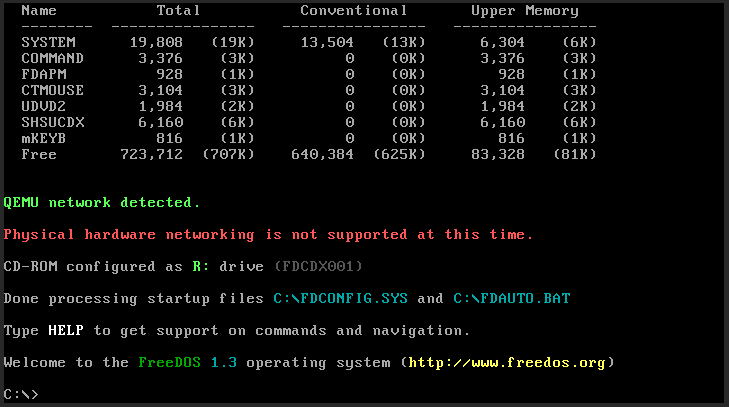 Name Total Conventional Upper Memory
-------- ---------------- ---------------- ----------------
SYSTEM 19,808 (19K) 13,504 (13K) 6,304 (6K)
COMMAND 3,376 (3K) 0 (0K) 3,376 (3K)
FDAPM 928 (1K) 0 (0K) 928 (1K)
CTMOUSE 3,104 (3K) 0 (0K) 3,104 (3K)
UDVD2 1,984 (2K) 0 (0K) 1,984 (2K)
SHSUCDX 6,160 (6K) 0 (0K) 6,160 (6K)
mKEYB 816 (1K) 0 (0K) 816 (1K)
Free 723,712 (707K) 640,384 (625K) 83,328 (81K)
QEMU network detected.
Physical hardware networking is not supported at this time.
CD-ROM configured as R: drive (FDCDX001)
Done processing startup files C:\FDCONFIG.SYS and C:\FDAUTO.BAT
Type HELP to get support on commands and navigation.
Welcome to the FreeDOS 1.3 operating system (http://www.freedos.org)
C:\>